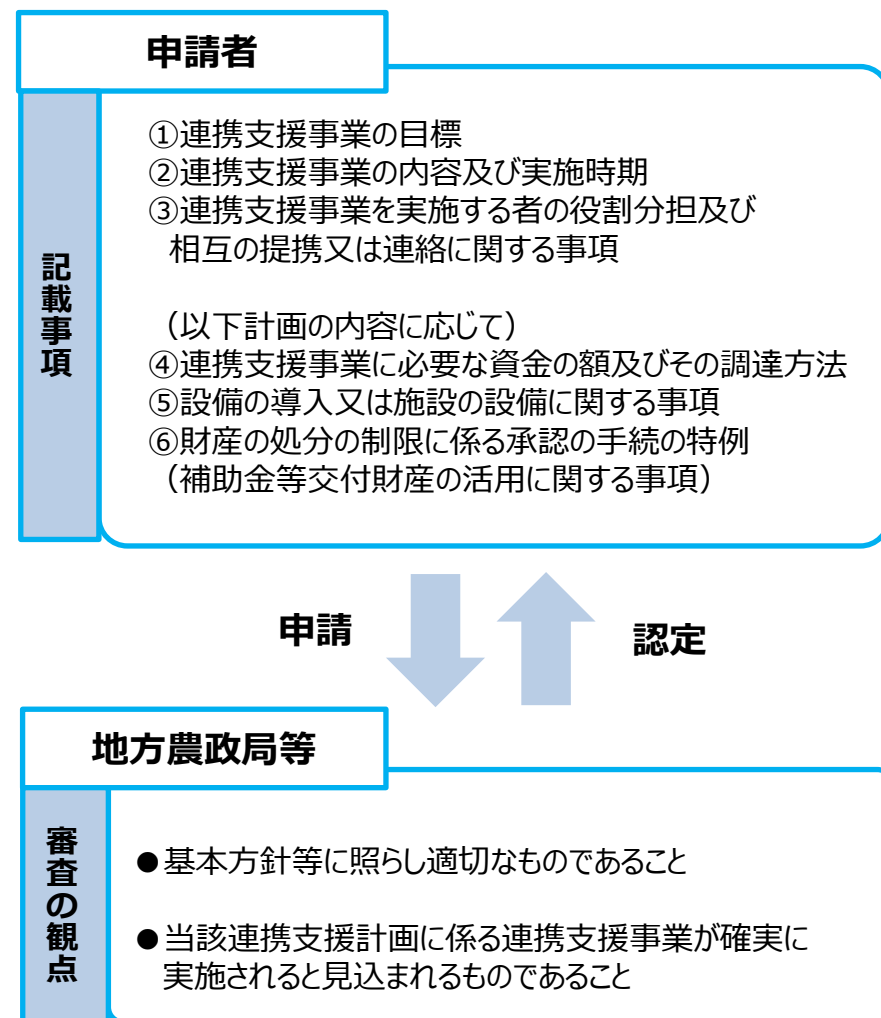 申請者
記載事項
①連携支援事業の目標
②連携支援事業の内容及び実施時期
③連携支援事業を実施する者の役割分担及び
相互の提携又は連絡に関する事項
（以下計画の内容に応じて）
④連携支援事業に必要な資金の額及びその調達方法
⑤設備の導入又は施設の設備に関する事項
⑥財産の処分の制限に係る承認の手続の特例
（補助金等交付財産の活用に関する事項）
申請
認定
地方農政局等
審査の観点
●基本方針等に照らし適切なものであること
●当該連携支援計画に係る連携支援事業が確実に
実施されると見込まれるものであること